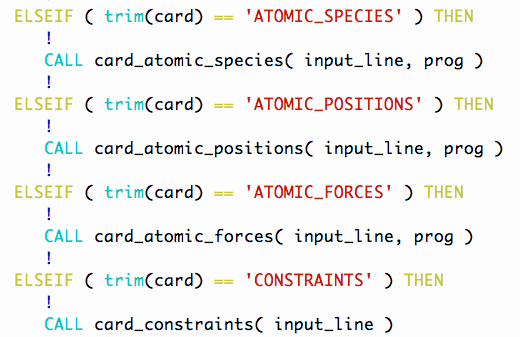 ELSEIF ( trim(card) == 'ATOMIC_SPECIES' ) THEN
!
CALL card_atomic_species( input_line, prog )
!
ELSEIF ( trim(card) == 'ATOMIC_POSITIONS' ) THEN
!
CALL card_atomic_positions( input_line, prog )
!
ELSEIF ( trim(card) == 'ATOMIC_FORCES' ) THEN
!
CALL card_atomic_forces( input_line, prog )
!
ELSEIF ( trim(card) == 'CONSTRAINTS' ) THEN
!
CALL card_constraints( input_line )